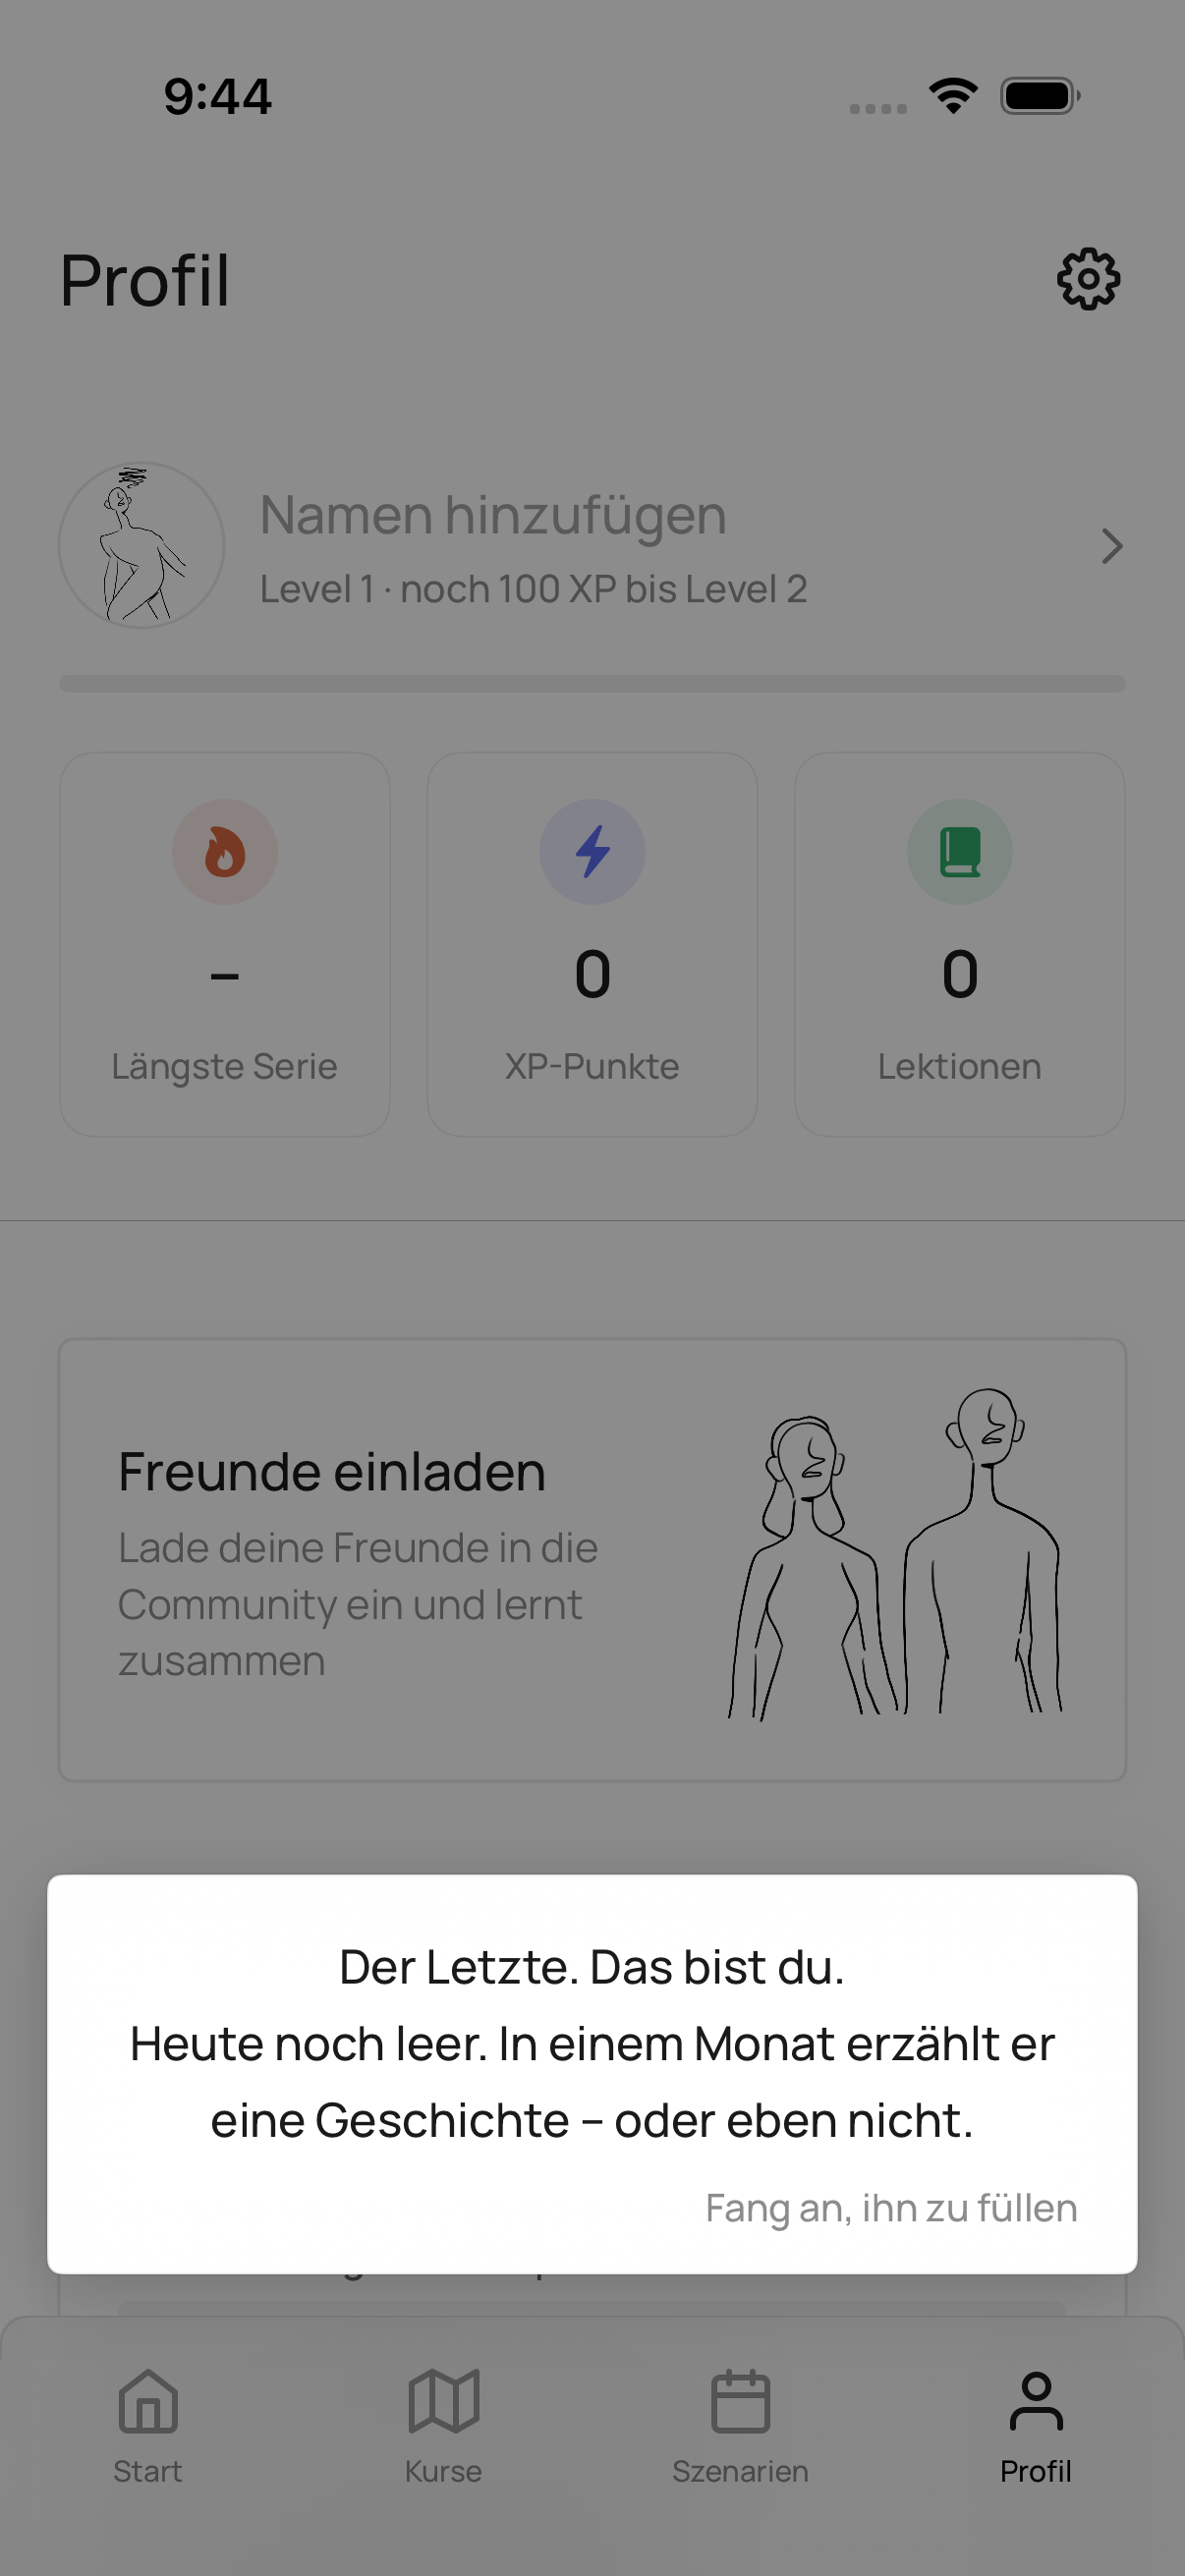 9:44
Profil
Namen hinzufügen
Level 1 · noch 100 XP bis Level 2
–
0
0
Längste Serie
XP-Punkte
Lektionen
Freunde einladen
Lade deine Freunde in die
Community ein und lernt
zusammen
Der Letzte. Das bist du.
Heute noch leer. In einem Monat erzählt er
eine Geschichte – oder eben nicht.
Fang an, ihn zu füllen
Start
Kurse
Szenarien
Profil